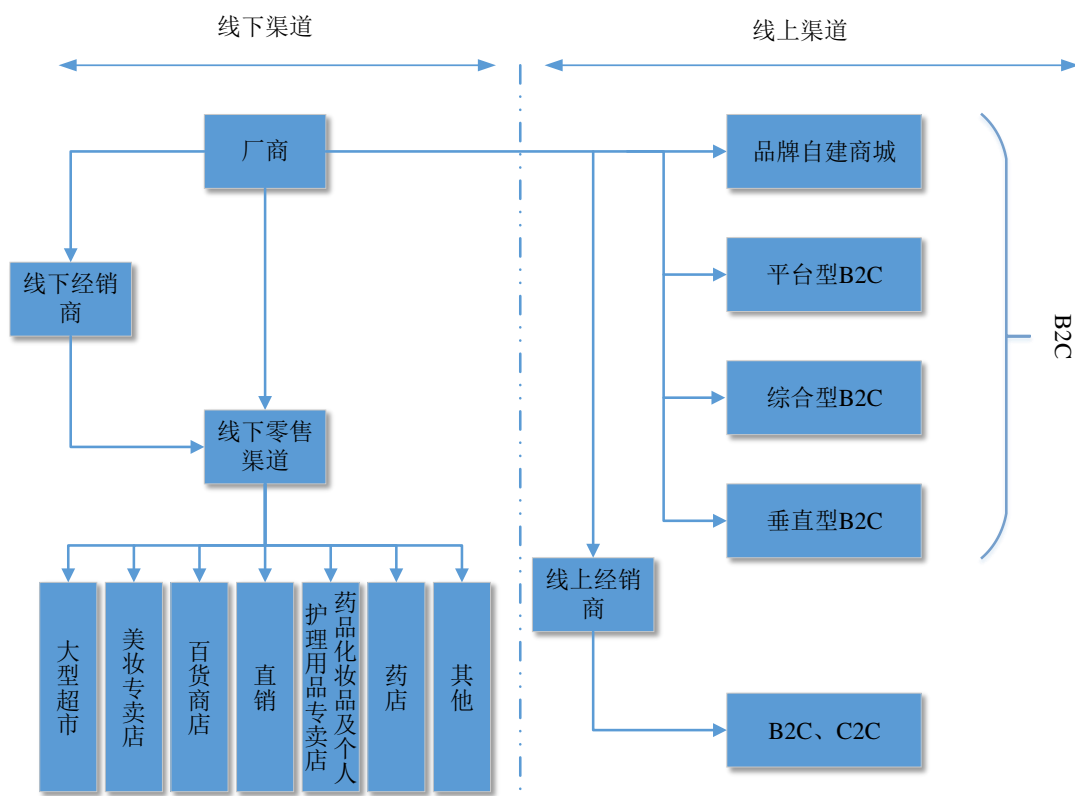 线下渠道
线上渠道
厂商
品牌自建商城
线下经销
商
平台型B2C
B2C
综合型B2C
线下零售
渠道
垂直型B2C
线上经销
商
大型超市
美妆专卖店
百货商店
直销
药品化妆品及个人
护理用品专卖店
药店
其他
B2C、C2C